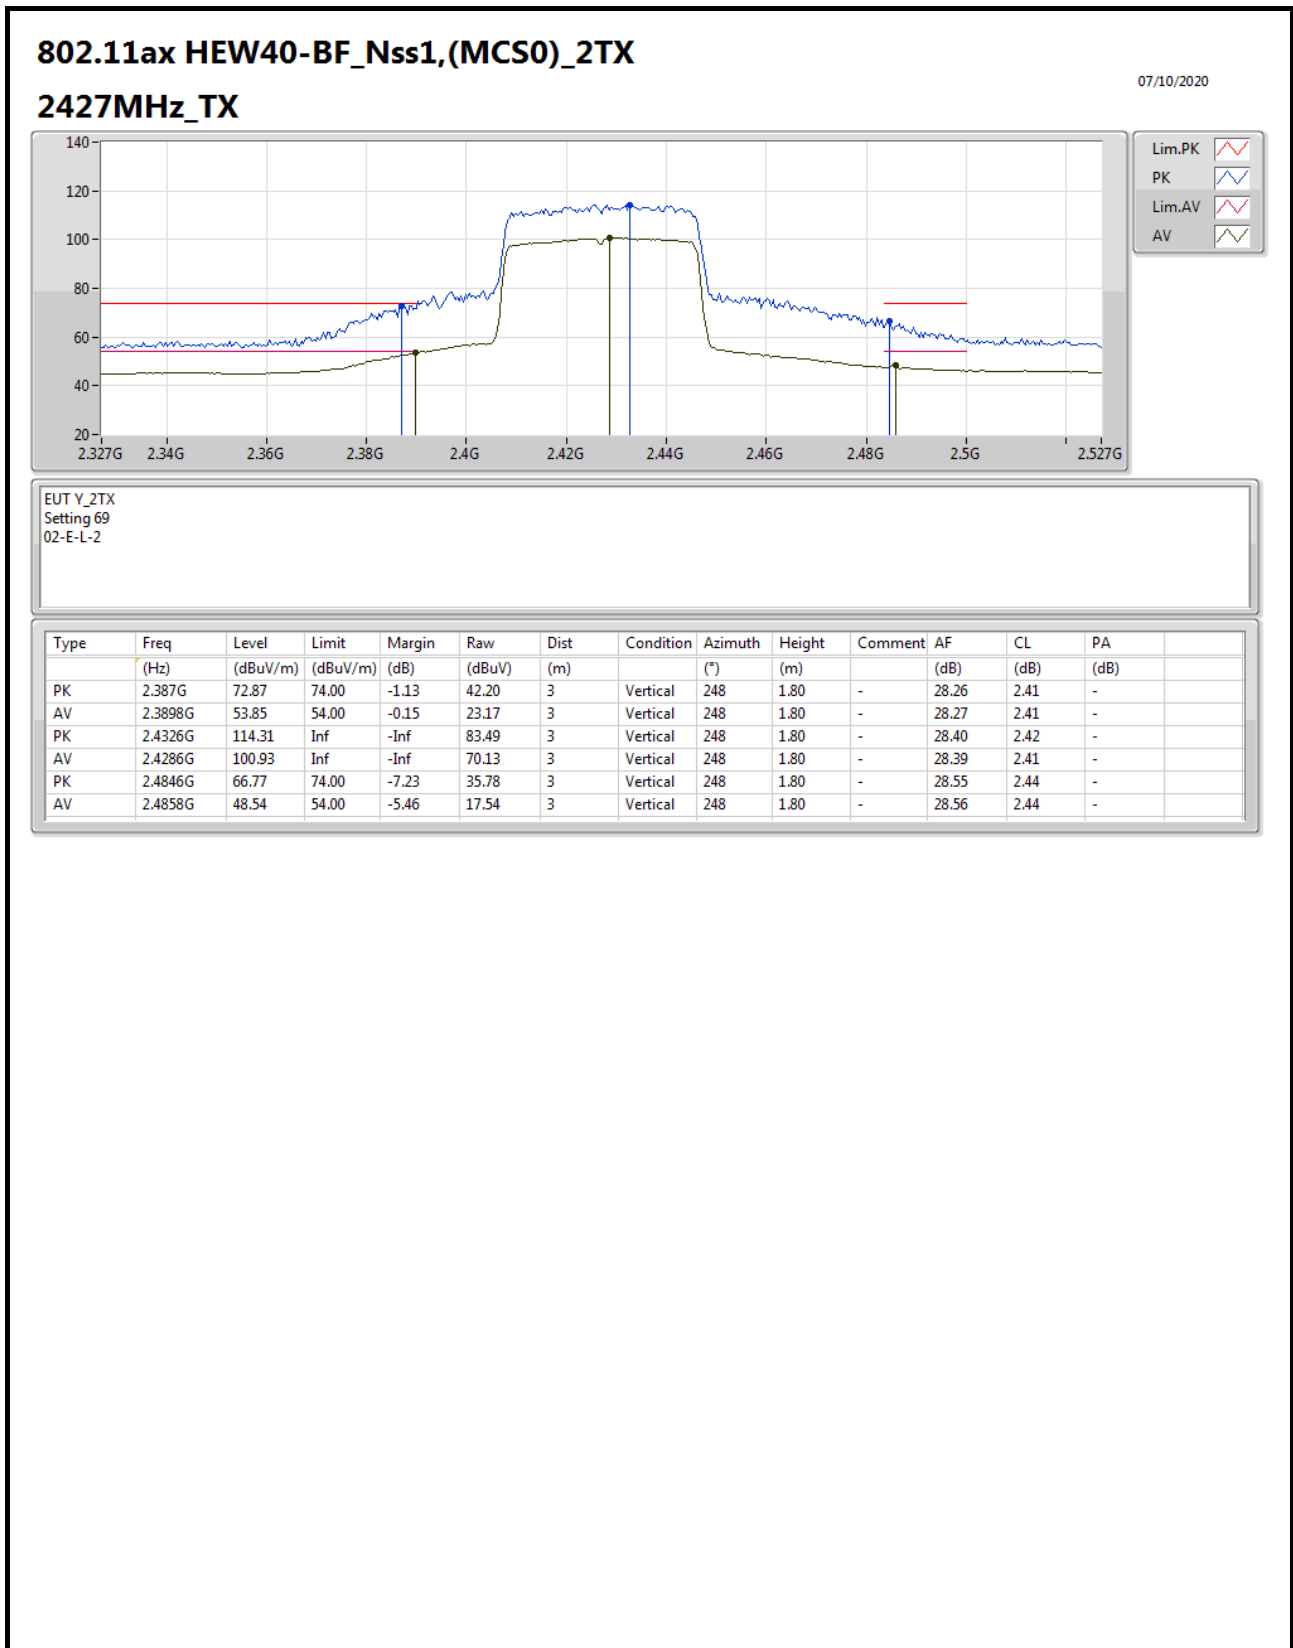 802.11ax HEW40-BF_Nss1,(MCS0)_2TX
07/10/2020
2427MHz_TX
140
120
100
80
60
40
20
2.327G 2.34G 2.36G 2.38G 2.4G 2.42G 2.44G 2.46G 2.48G 2.5G 2.527G
Lim.PK
PK
Lim.AV
AV
EUT Y_2TX
Setting 69
02-E-L-2
Type Freq Level Limit Margin Raw Dist Condition Azimuth Height Comment AF CL PA
(Hz) (dBuV/m) (dBuV/m) (dB) (dBuV) (m) (°) (m) (dB) (dB) (dB)
PK 2.387G 72.87 74.00 -1.13 42.20 3 Vertical 248 1.80 - 28.26 2.41 -
AV 2.3898G 53.85 54.00 -0.15 23.17 3 Vertical 248 1.80 - 28.27 2.41 -
PK 2.4326G 114.31 Inf -Inf 83.49 3 Vertical 248 1.80 - 28.40 2.42 -
AV 2.4286G 100.93 Inf -Inf 70.13 3 Vertical 248 1.80 - 28.39 2.41 -
PK 2.4846G 66.77 74.00 -7.23 35.78 3 Vertical 248 1.80 - 28.55 2.44 -
AV 2.4858G 48.54 54.00 -5.46 17.54 3 Vertical 248 1.80 - 28.56 2.44 -